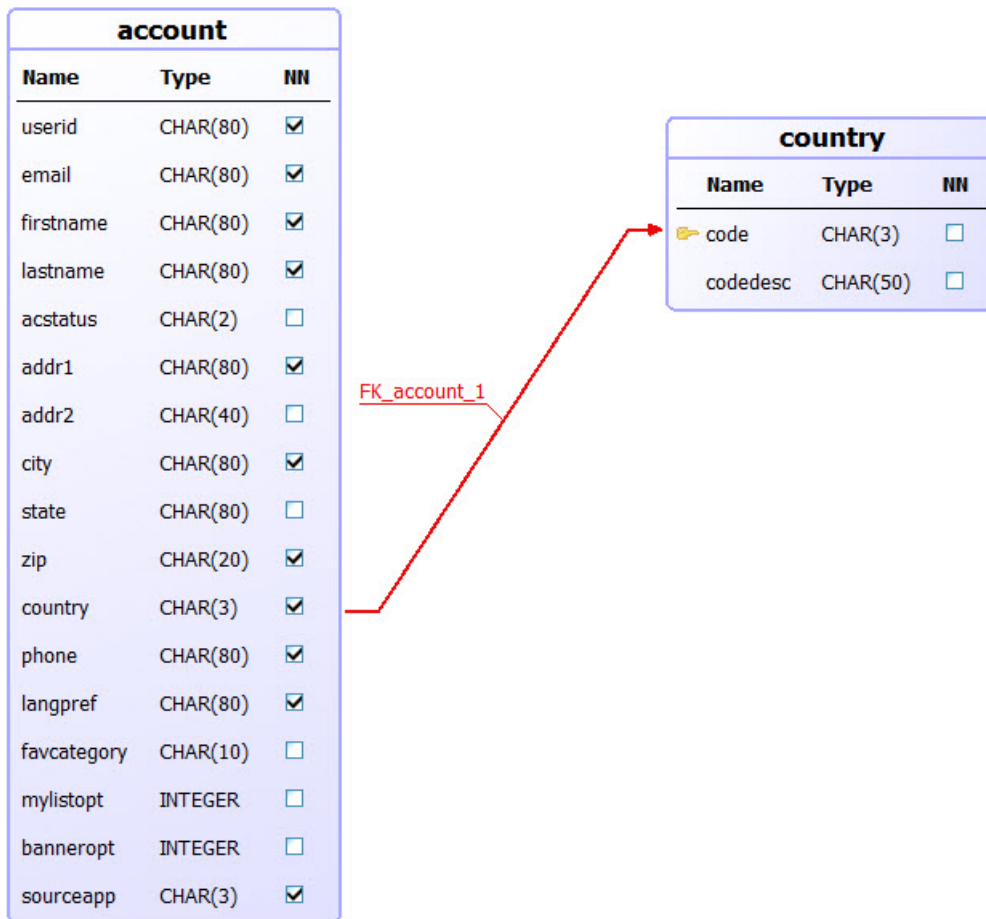 account
Name Type NN
userid CHAR(80)
email CHAR(80)
firstname CHAR(80)
lastname CHAR(80)
acstatus CHAR(2)
addr1 CHAR(80)
addr2 CHAR(40)
city CHAR(80)
state CHAR(80)
zip CHAR(20)
country CHAR(3)
phone CHAR(80)
langpref CHAR(80)
favcategory CHAR(10)
mylistopt INTEGER
banneropt INTEGER
sourceapp CHAR(3)
FK_account_1
country
Name Type NN
code CHAR(3)
codedesc CHAR(50)